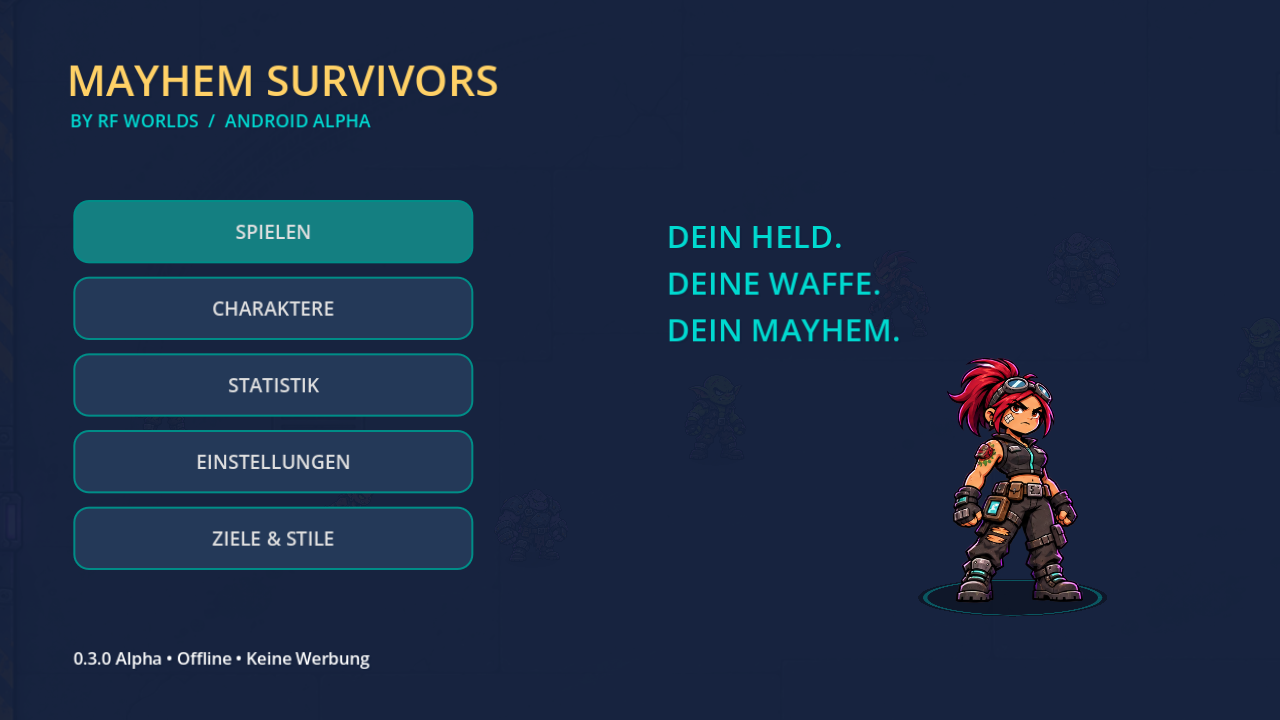 MAYHEM SURVIVORS
BY RF WORLDS / ANDROID ALPHA
SPIELEN
CHARAKTERE
STATISTIK
EINSTELLUNGEN
ZIELE & STILE
DEIN HELD.
DEINE WAFFE.
DEIN MAYHEM.
0.3.0 Alpha • Offline • Keine Werbung